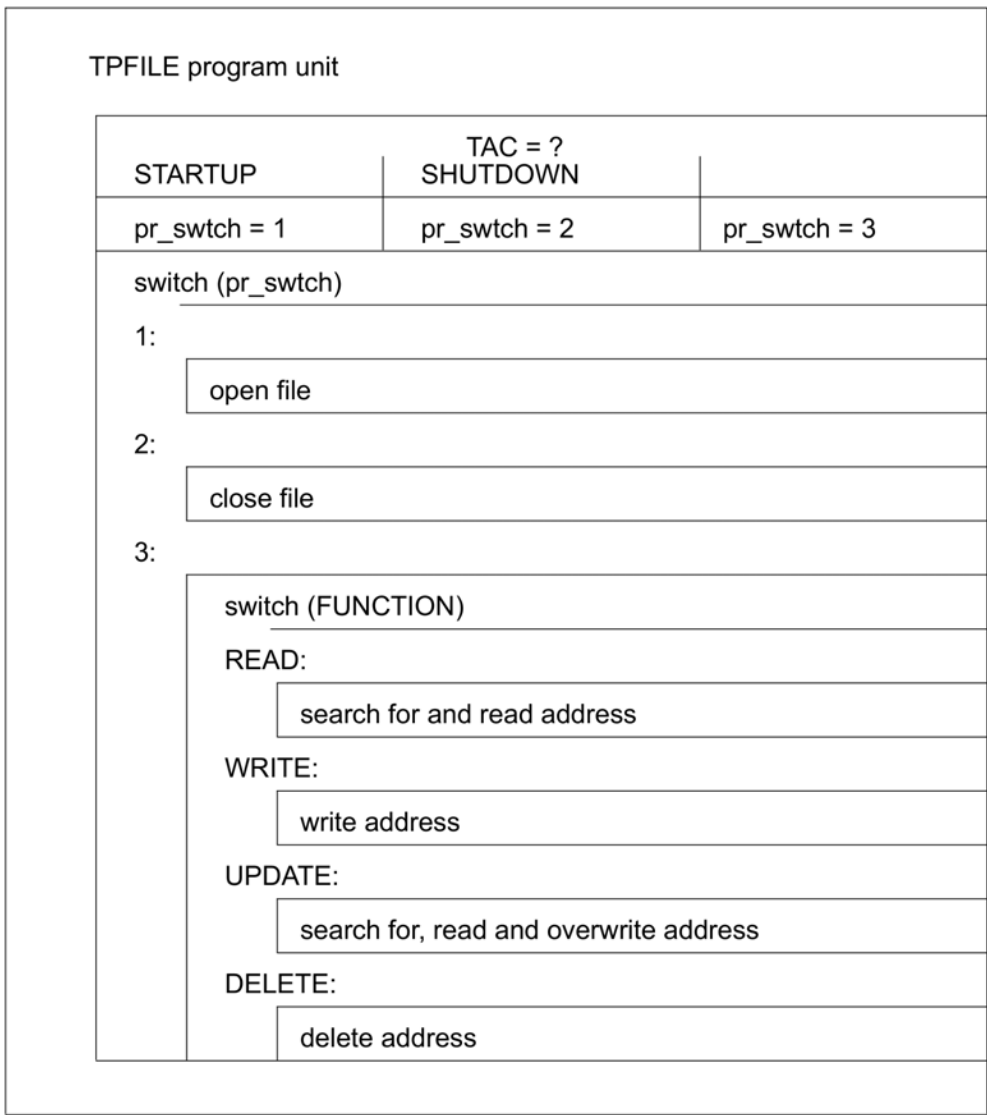 TPFILE program unit
TAC = ?
STARTUP SHUTDOWN
pr_swtch = 1 pr_swtch = 2 pr_swtch = 3
switch (pr_swtch)
1:
open file
2:
close file
3:
switch (FUNCTION)
READ:
search for and read address
WRITE:
write address
UPDATE:
search for, read and overwrite address
DELETE:
delete address